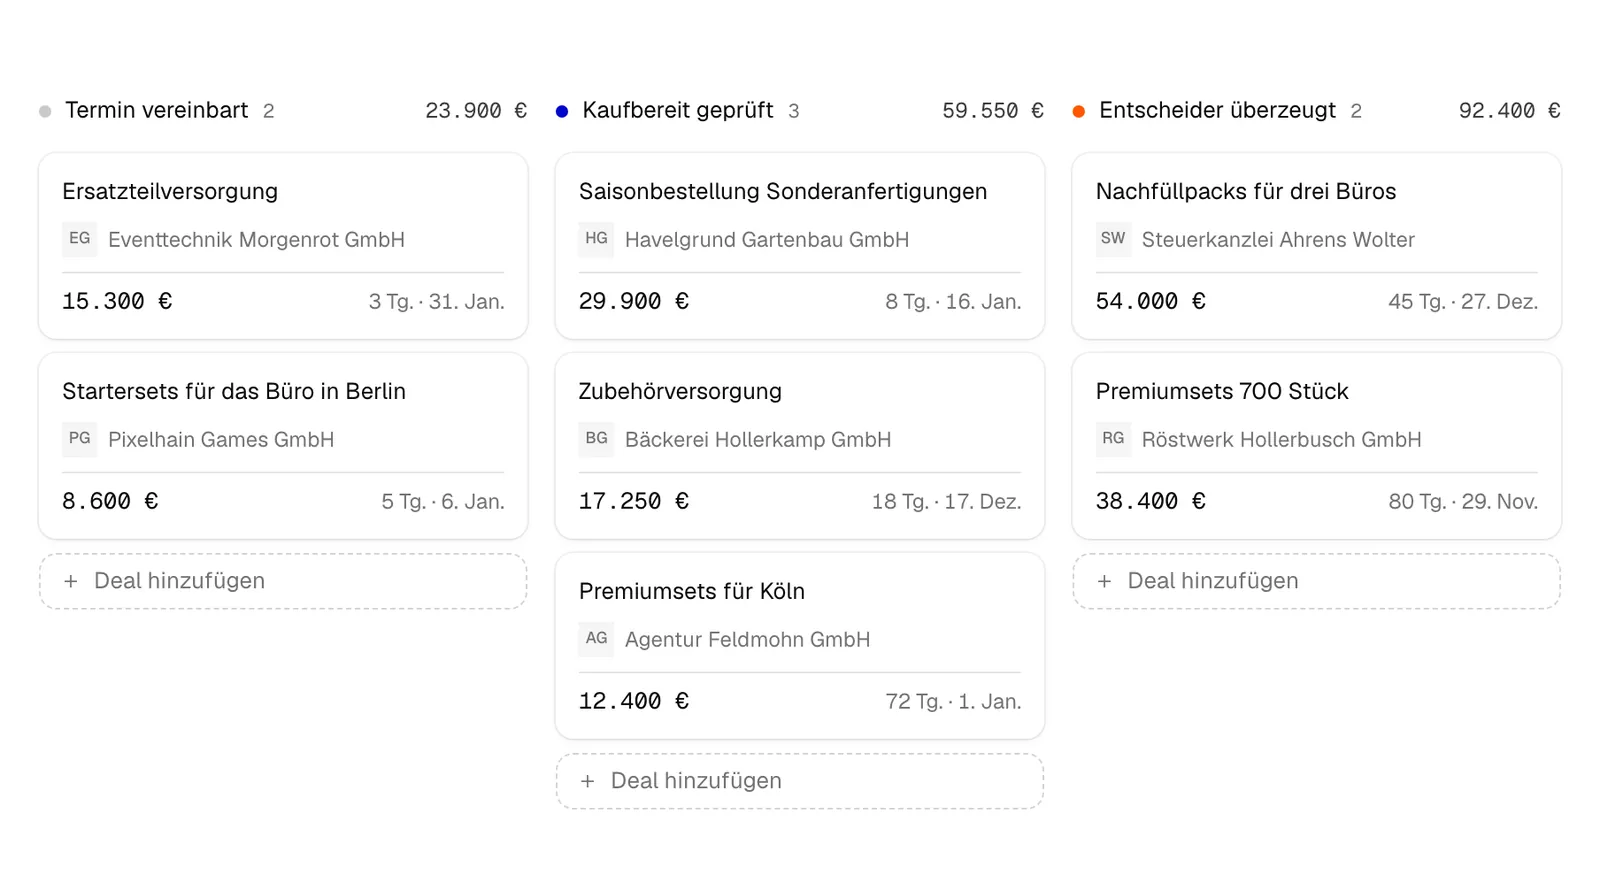 Termin vereinbart 2 23.900 €
Ersatzteilversorgung
EG Eventtechnik Morgenrot GmbH
15.300 € 3 Tg. · 31. Jan.
Startersets für das Büro in Berlin
PG Pixelhain Games GmbH
8.600 € 5 Tg. · 6. Jan.
+ Deal hinzufügen
Kaufbereit geprüft 3 59.550 €
Saisonbestellung Sonderanfertigungen
HG Havelgrund Gartenbau GmbH
29.900 € 8 Tg. · 16. Jan.
Zubehörversorgung
BG Bäckerei Hollerkamp GmbH
17.250 € 18 Tg. · 17. Dez.
Premiumsets für Köln
AG Agentur Feldmohn GmbH
12.400 € 72 Tg. · 1. Jan.
+ Deal hinzufügen
Entscheider überzeugt 2 92.400 €
Nachfüllpacks für drei Büros
SW Steuerkanzlei Ahrens Wolter
54.000 € 45 Tg. · 27. Dez.
Premiumsets 700 Stück
RG Röstwerk Hollerbusch GmbH
38.400 € 80 Tg. · 29. Nov.
+ Deal hinzufügen